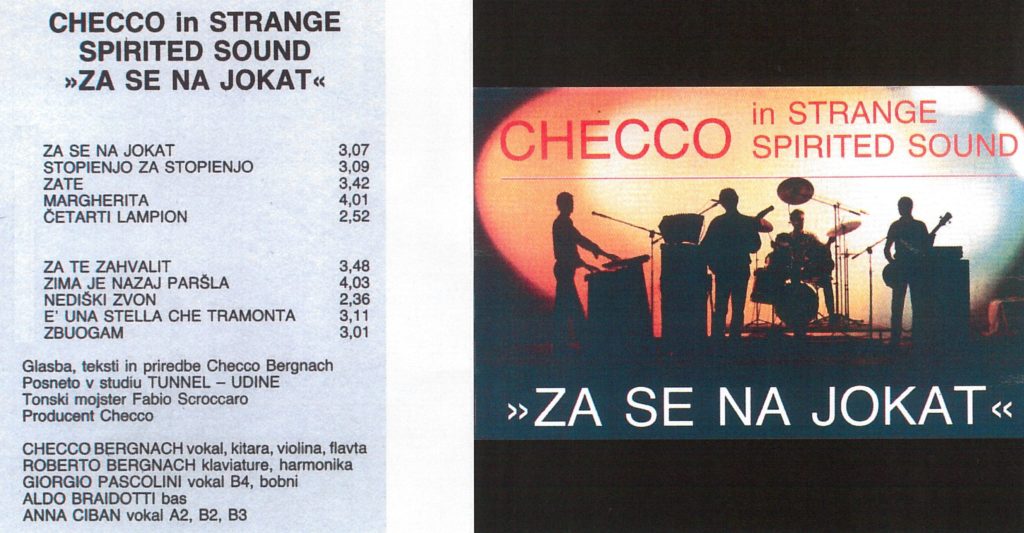 CHECCO in STRANGE
SPIRITED SOUND
»ZA SE NA JOKAT«
ZA SE NA JOKAT 3,07
STOPIENJO ZA STOPIENJO 3,09
ZATE 3,42
MARGHERITA 4,01
ČETARTI LAMPION 2,52
ZA TE ZAHVALIT 3,48
ZIMA JE NAZAJ PARŠLA 4,03
NEDIŠKI ZVON 2,36
E' UNA STELLA CHE TRAMONTA 3,11
ZBUOGAM 3,01
Glasba, teksti in priredbe Checco Bergnach
Posneto v studiu TUNNEL – UDINE
Tonski mojster Fabio Scroccaro
Producent Checco
CHECCO BERGNACH vokal, kitara, violina, flavta
ROBERTO BERGNACH klaviature, harmonika
GIORGIO PASCOLINI vokal B4, bobni
ALDO BRAIDOTTI bas
ANNA CIBAN vokal A2, B2, B3
CHECCO in STRANGE
SPIRITED SOUND
»ZA SE NA JOKAT«